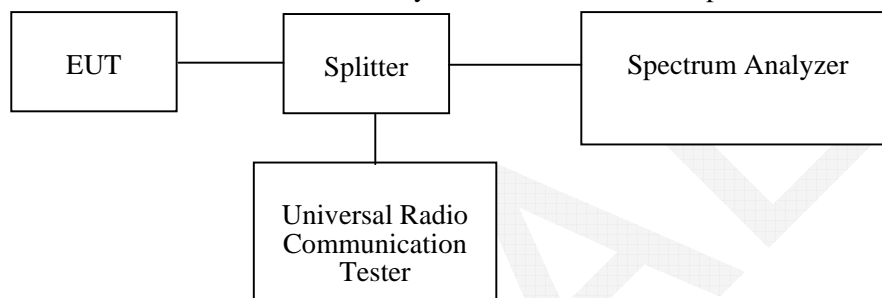 EUT
Splitter
Spectrum Analyzer
Universal Radio
Communication
Tester